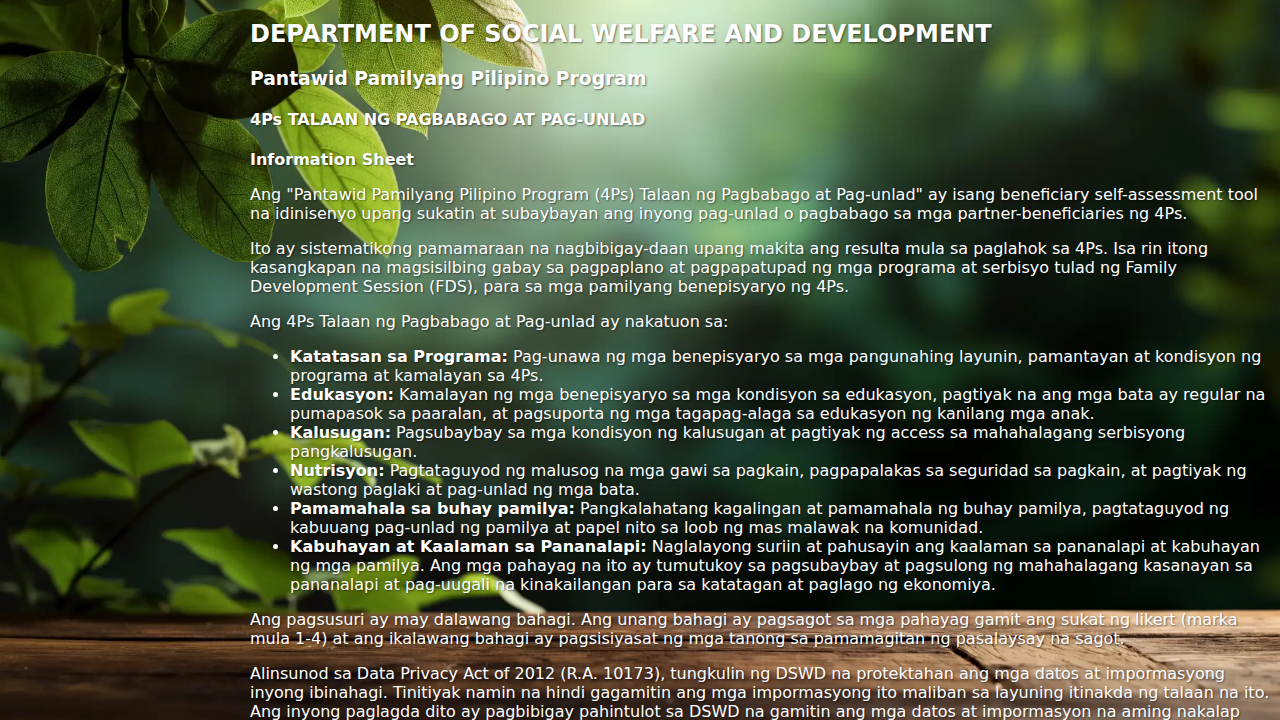 DEPARTMENT OF SOCIAL WELFARE AND DEVELOPMENT
Pantawid Pamilyang Pilipino Program
4Ps TALAAN NG PAGBABAGO AT PAG-UNLAD
Information Sheet
Ang "Pantawid Pamilyang Pilipino Program (4Ps) Talaan ng Pagbabago at Pag-unlad" ay isang beneficiary self-assessment tool
na idinisenyo upang sukatin at subaybayan ang inyong pag-unlad o pagbabago sa mga partner-beneficiaries ng 4Ps.
Ito ay sistematikong pamamaraan na nagbibigay-daan upang makita ang resulta mula sa paglahok sa 4Ps. Isa rin itong
kasangkapan na magsisilbing gabay sa pagpaplano at pagpapatupad ng mga programa at serbisyo tulad ng Family
Development Session (FDS), para sa mga pamilyang benepisyaryo ng 4Ps.
Ang 4Ps Talaan ng Pagbabago at Pag-unlad ay nakatuon sa:
• Katatasan sa Programa: Pag-unawa ng mga benepisyaryo sa mga pangunahing layunin, pamantayan at kondisyon ng
programa at kamalayan sa 4Ps.
• Edukasyon: Kamalayan ng mga benepisyaryo sa mga kondisyon sa edukasyon, pagtiyak na ang mga bata ay regular na
pumapasok sa paaralan, at pagsuporta ng mga tagapag-alaga sa edukasyon ng kanilang mga anak.
• Kalusugan: Pagsubaybay sa mga kondisyon ng kalusugan at pagtiyak ng access sa mahahalagang serbisyong
pangkalusugan.
• Nutrisyon: Pagtataguyod ng malusog na mga gawi sa pagkain, pagpapalakas sa seguridad sa pagkain, at pagtiyak ng
wastong paglaki at pag-unlad ng mga bata.
• Pamamahala sa buhay pamilya: Pangkalahatang kagalingan at pamamahala ng buhay pamilya, pagtataguyod ng
kabuuang pag-unlad ng pamilya at papel nito sa loob ng mas malawak na komunidad.
• Kabuhayan at Kaalaman sa Pananalapi: Naglalayong suriin at pahusayin ang kaalaman sa pananalapi at kabuhayan
ng mga pamilya. Ang mga pahayag na ito ay tumutukoy sa pagsubaybay at pagsulong ng mahahalagang kasanayan sa
pananalapi at pag-uugali na kinakailangan para sa katatagan at paglago ng ekonomiya.
Ang pagsusuri ay may dalawang bahagi. Ang unang bahagi ay pagsagot sa mga pahayag gamit ang sukat ng likert (marka
mula 1-4) at ang ikalawang bahagi ay pagsisiyasat ng mga tanong sa pamamagitan ng pasalaysay na sagot.
Alinsunod sa Data Privacy Act of 2012 (R.A. 10173), tungkulin ng DSWD na protektahan ang mga datos at impormasyong
inyong ibinahagi. Tinitiyak namin na hindi gagamitin ang mga impormasyong ito maliban sa layuning itinakda ng talaan na ito.
Ang inyong paglagda dito ay pagbibigay pahintulot sa DSWD na gamitin ang mga datos at impormasyon na aming nakalap